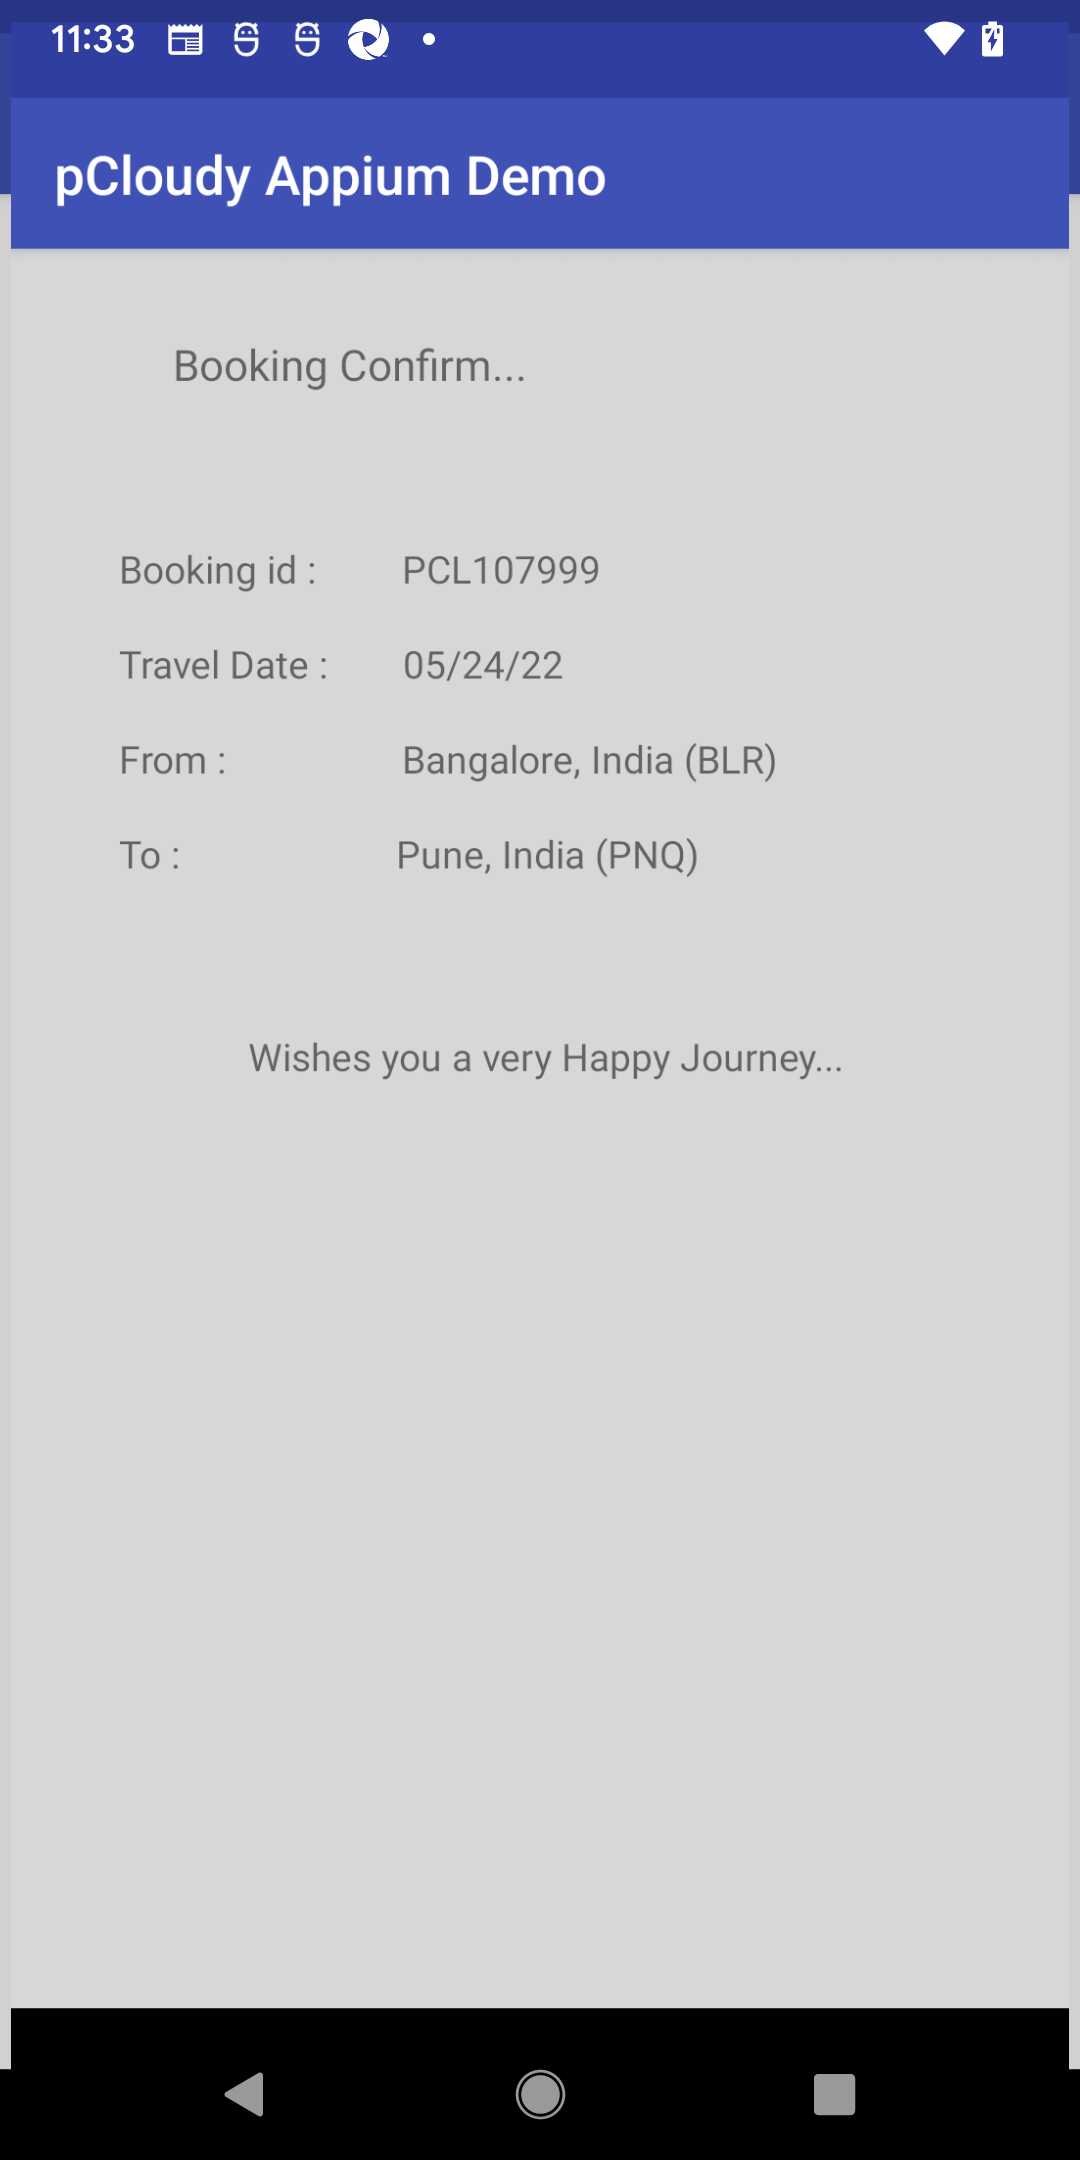 11:33
pCloudy Appium Demo
Booking Confirm...
Booking id : PCL107999
Travel Date : 05/24/22
From : Bangalore, India (BLR)
To : Pune, India (PNQ)
Wishes you a very Happy Journey...